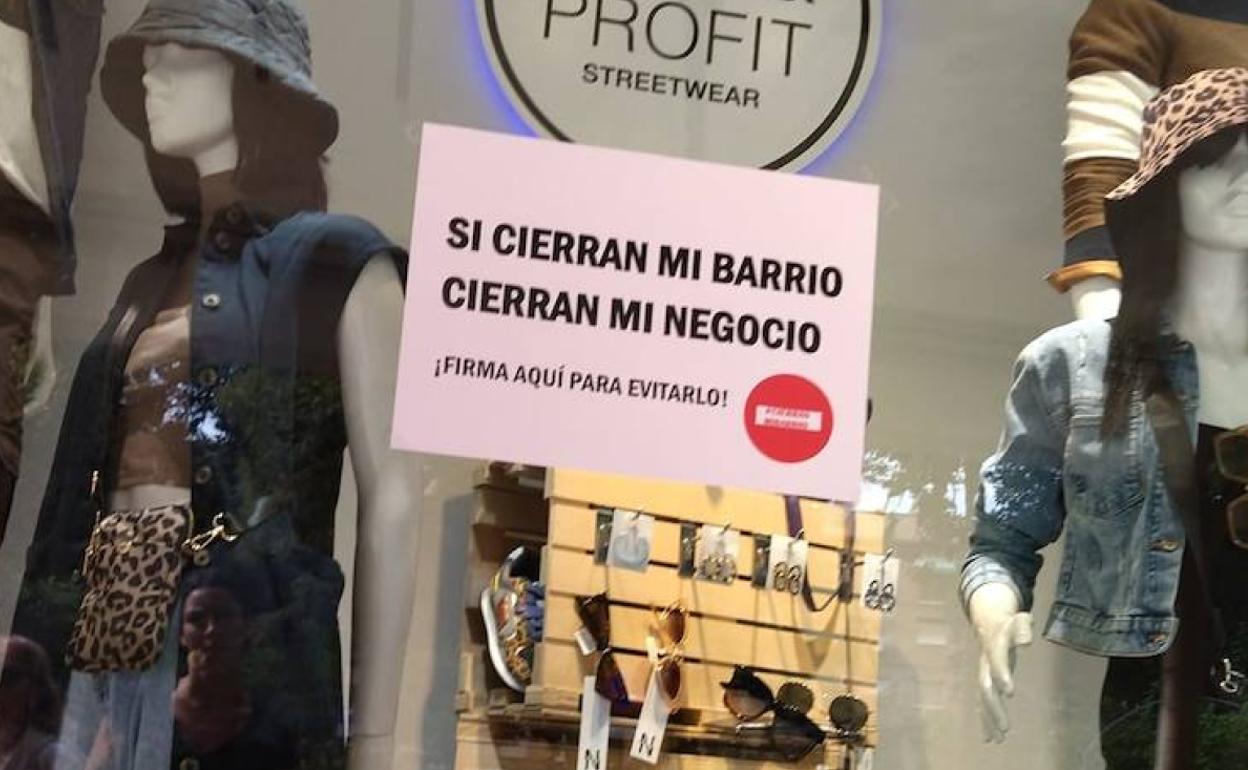 PROFIT
STREETWEAR
SI CIERRAN MI BARRIO
CIERRAN MI NEGOCIO
¡FIRMA AQUÍ PARA EVITARLO!
N
N